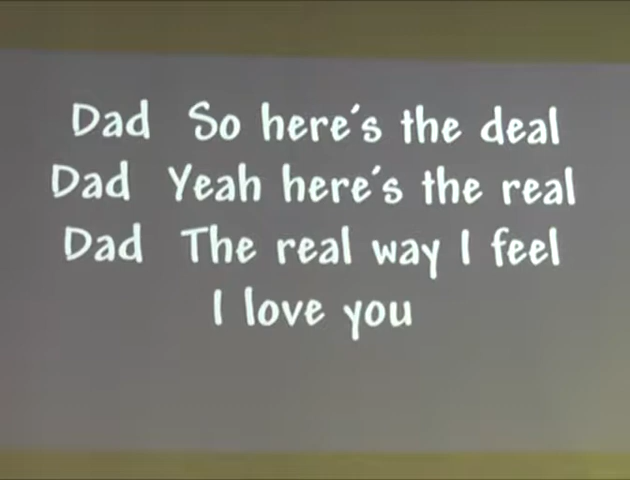 Dad So here's the deal
Dad Yeah here's the real
Dad The real way I feel
I love you